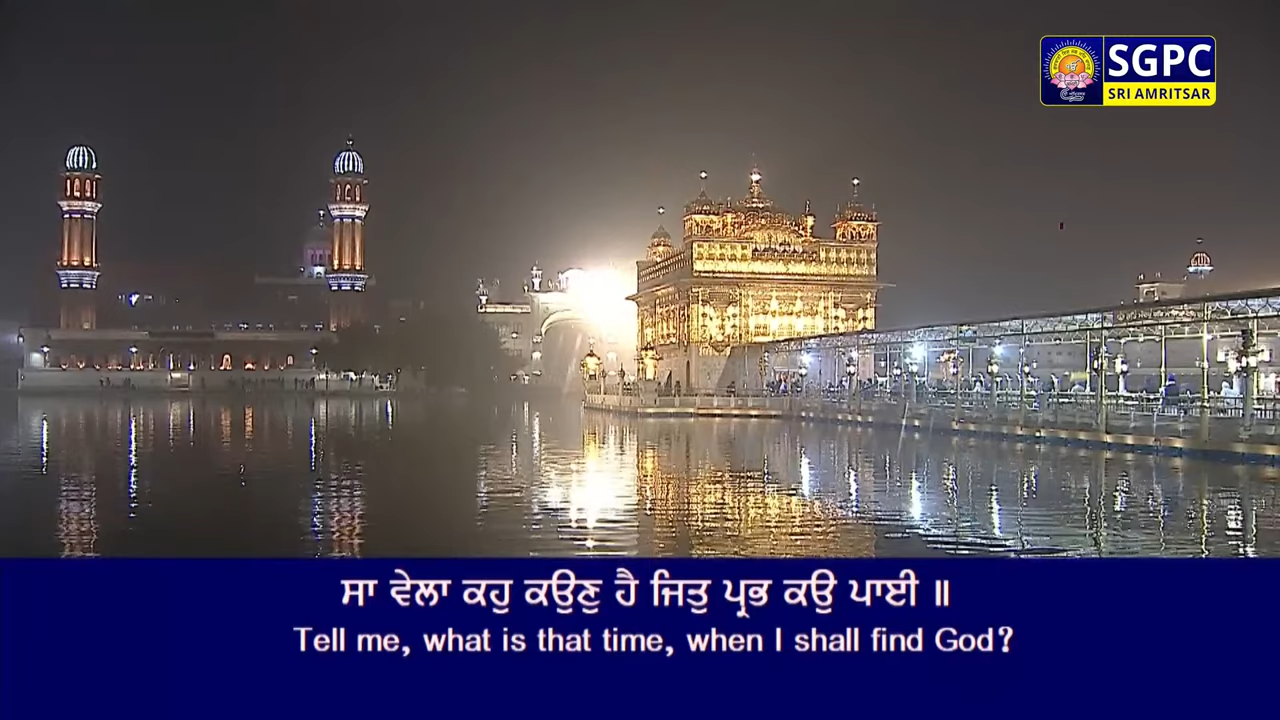 SGPC
SRI AMRITSAR
ਸਾ ਵੇਲਾ ਕਹੁ ਕਉਣੁ ਹੈ ਜਿਤੁ ਪ੍ਰਭ ਕਉ ਪਾਈ ॥
Tell me, what is that time, when I shall find God?